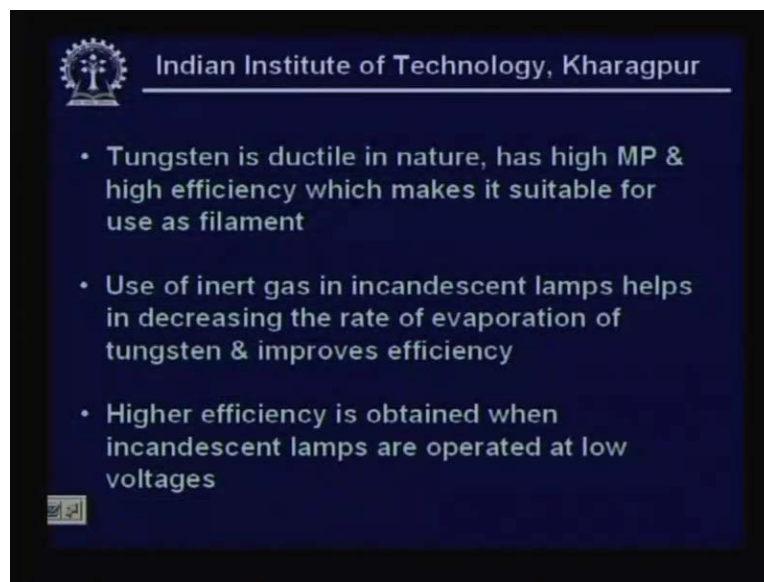 Indian Institute of Technology, Kharagpur
• Tungsten is ductile in nature, has high MP &
high efficiency which makes it suitable for
use as filament
• Use of inert gas in incandescent lamps helps
in decreasing the rate of evaporation of
tungsten & improves efficiency
• Higher efficiency is obtained when
incandescent lamps are operated at low
voltages